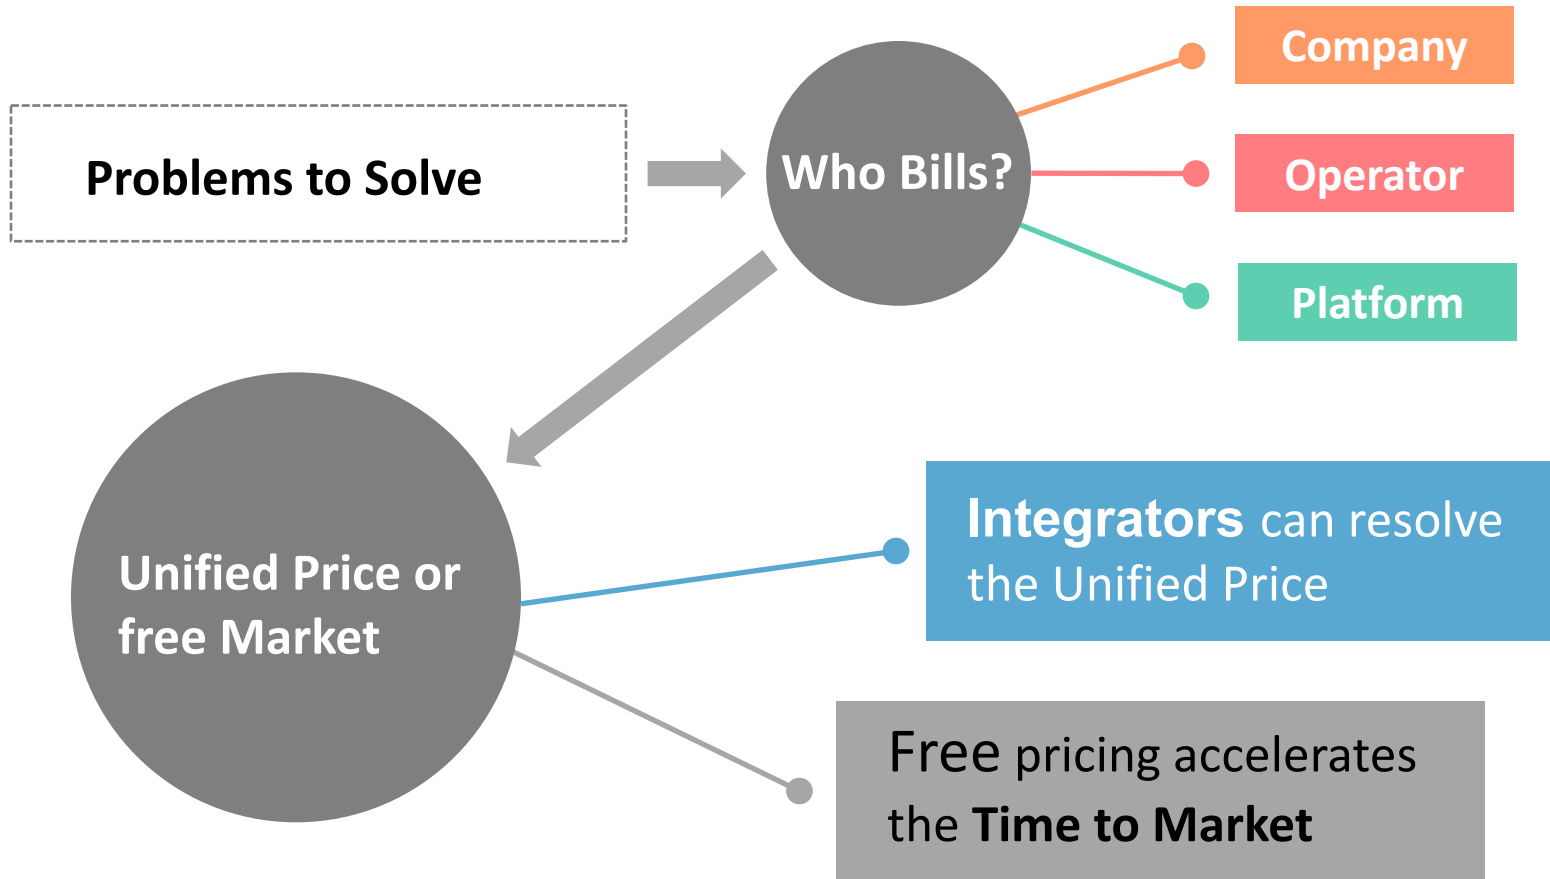 Problems to Solve
Who Bills?
Company
Operator
Platform
Unified Price or
free Market
Integrators can resolve
the Unified Price
Free pricing accelerates
the Time to Market